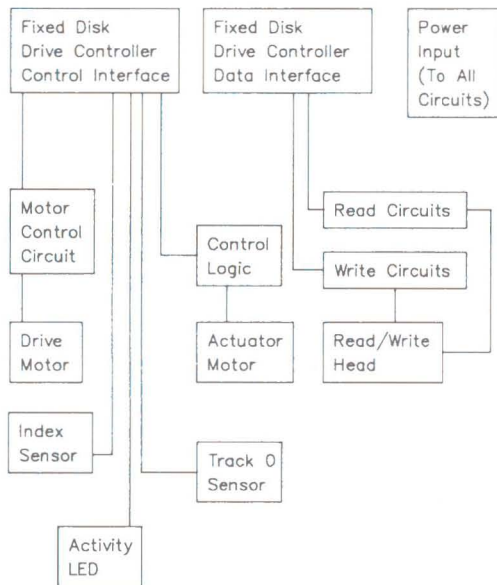 Fixed Disk
Drive Controller
Control Interface
Fixed Disk
Drive Controller
Data Interface
Power
Input
(To All
Circuits)
Motor
Control
Circuit
Control
Logic
Read Circuits
Write Circuits
Drive
Motor
Actuator
Motor
Read/Write
Head
Index
Sensor
Track 0
Sensor
Activity
LED